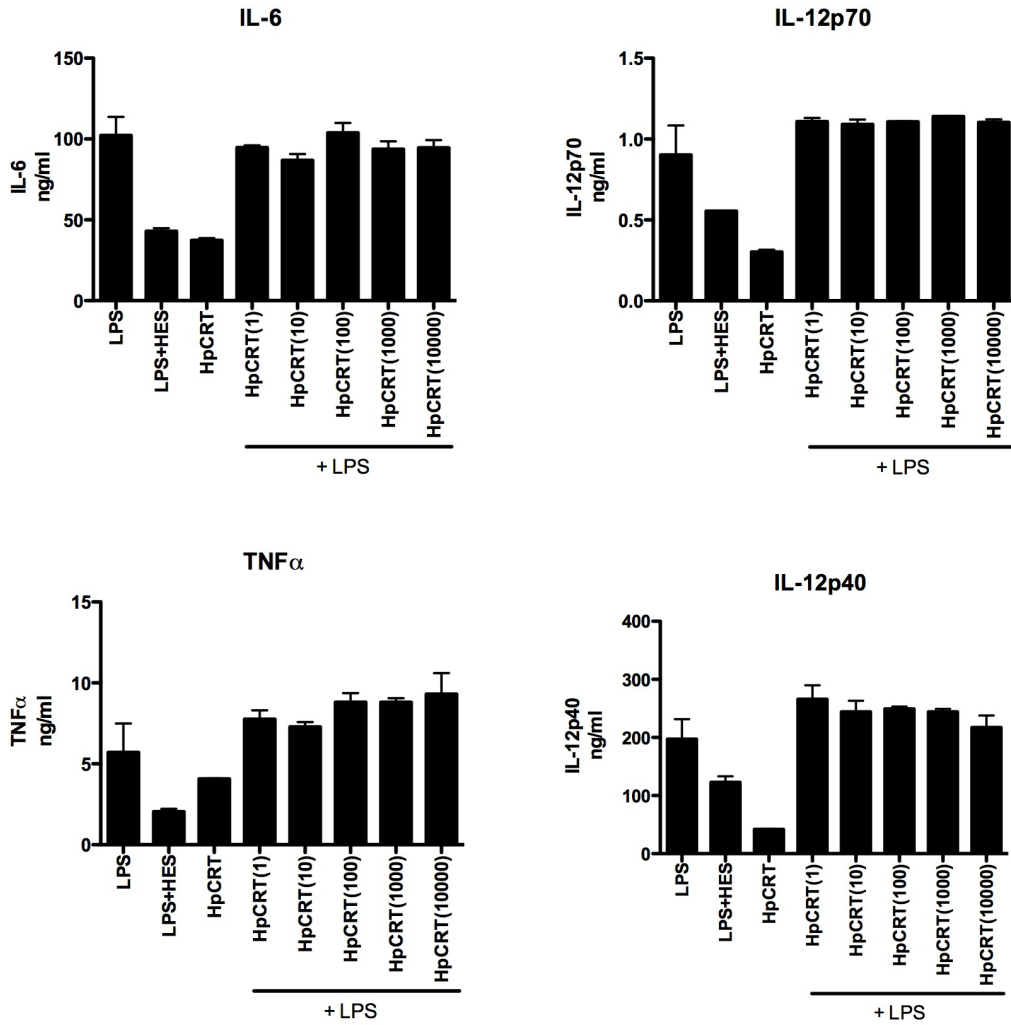 IL-6
150
100
50
0
IL-6
ng/ml
LPS
LPS+HES
HpCRT
HpCRT(1)
HpCRT(10)
HpCRT(100)
HpCRT(1000)
HpCRT(10000)
+ LPS
IL-12p70
1.5
1.0
0.5
0.0
IL-12p70
ng/ml
LPS
LPS+HES
HpCRT
HpCRT(1)
HpCRT(10)
HpCRT(100)
HpCRT(1000)
HpCRT(10000)
+ LPS
TNFα
15
10
5
0
TNFα
ng/ml
LPS
LPS+HES
HpCRT
HpCRT(1)
HpCRT(10)
HpCRT(100)
HpCRT(1000)
HpCRT(10000)
+ LPS
IL-12p40
400
300
200
100
0
IL-12p40
ng/ml
LPS
LPS+HES
HpCRT
HpCRT(1)
HpCRT(10)
HpCRT(100)
HpCRT(1000)
HpCRT(10000)
+ LPS